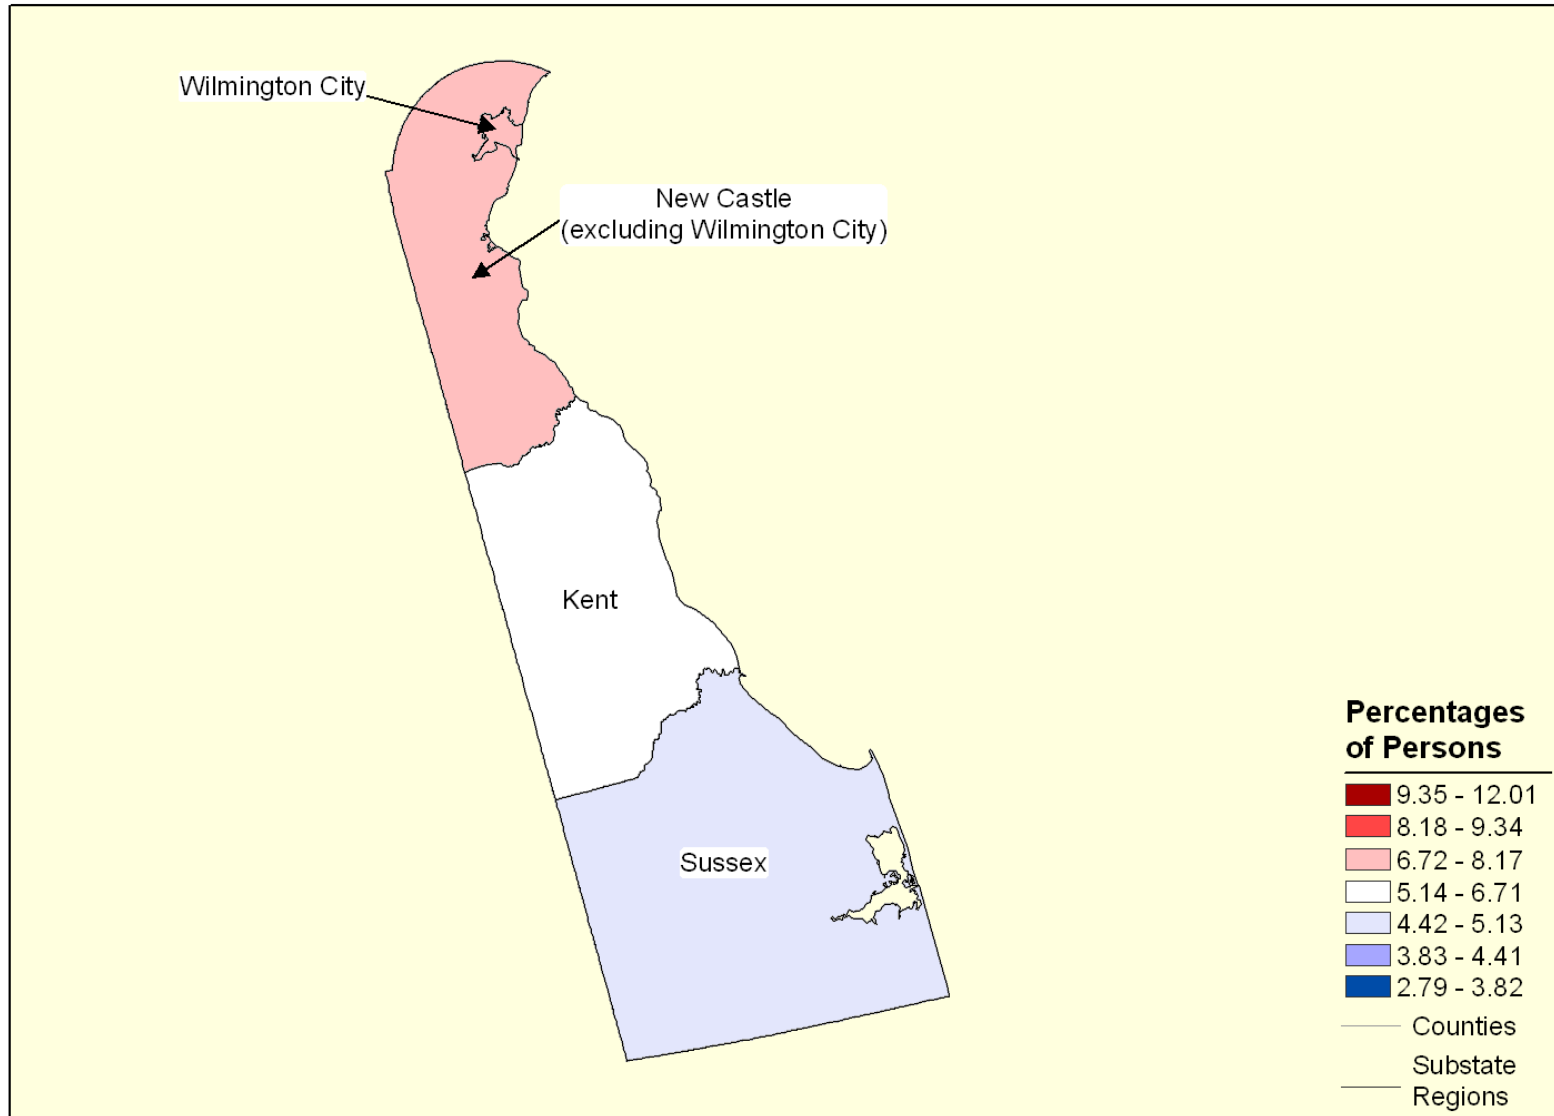 Wilmington City
New Castle
(excluding Wilmington City)
Kent
Sussex
Percentages
of Persons
9.35 - 12.01
8.18 - 9.34
6.72 - 8.17
5.14 - 6.71
4.42 - 5.13
3.83 - 4.41
2.79 - 3.82
Counties
Substate
Regions